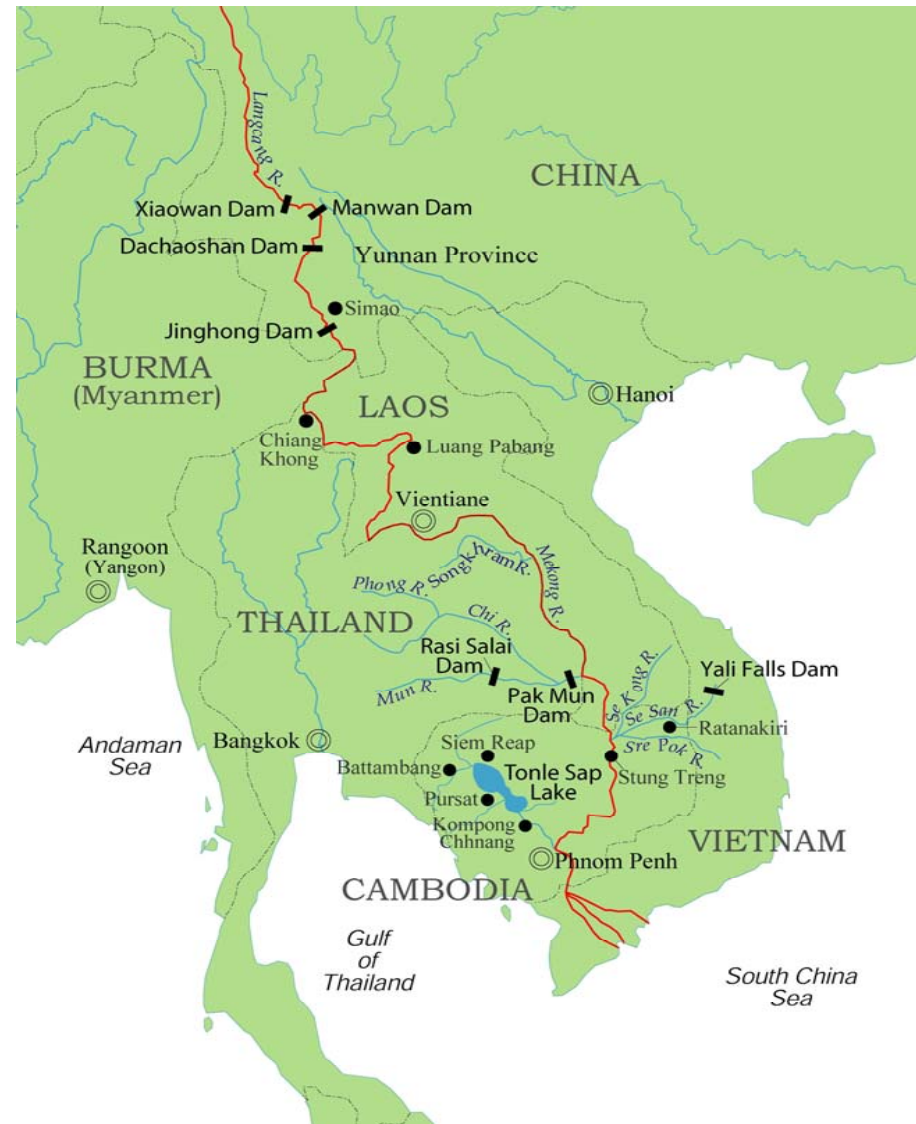 Langcang R.
CHINA
Xiaowan Dam
Manwan Dam
Dachaoshan Dam
Yunnan Province
Simao
Jinghong Dam
BURMA
(Myanmer)
Hanoi
LAOS
Chiang
Khong
Luang Pabang
Vientiane
Rangoon
(Yangon)
Phong R.
Songkhram R.
Mekong R.
Chi R.
THAILAND
Rasi Salai
Dam
Mun R.
Pak Mun
Dam
Se Kong R.
Yali Falls Dam
Se San R.
Ratanakiri
Sre Pok R.
Andaman
Sea
Bangkok
Siem Reap
Battambang
Tonle Sap
Lake
Stung Treng
Pursat
Kompong
Chhnang
VIETNAM
Phnom Penh
CAMBODIA
Gulf
of
Thailand
South China
Sea